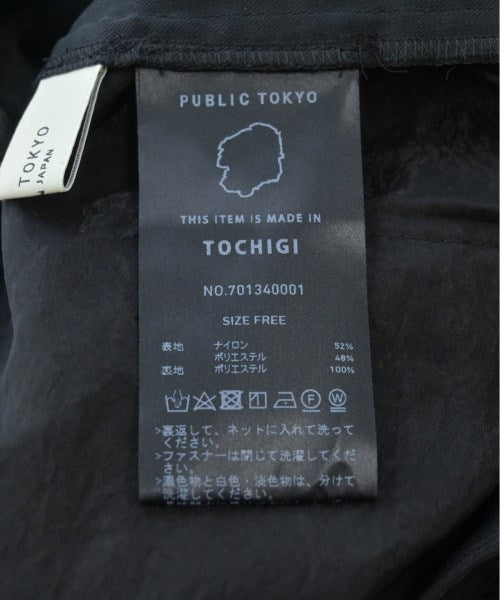 PUBLIC TOKYO
TOKYO
N JAPAN
THIS ITEM IS MADE IN
TOCHIGI
NO.701340001
SIZE FREE
表地 ナイロン 52%
ポリエステル 48%
裏地 ポリエステル 100%
F W
>裏返して、ネットに入れて洗って
ください。
>ファスナーは閉じて洗濯してくだ
さい。
>濃色物と白色・淡色物は、分けて
洗濯してください。